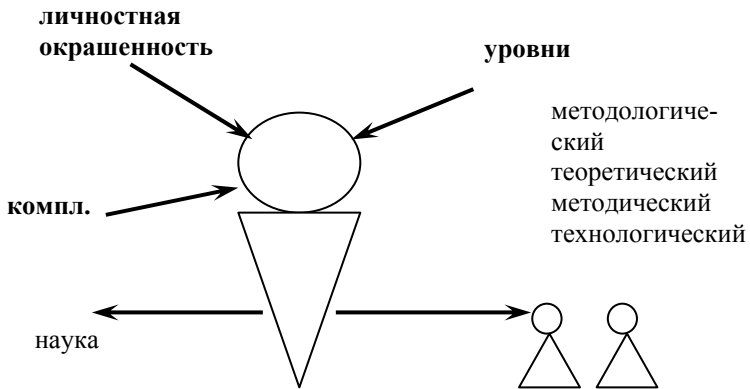 личностная
окрашенность
уровни
методологиче-
ский
теоретический
методический
технологический
компл.
наука